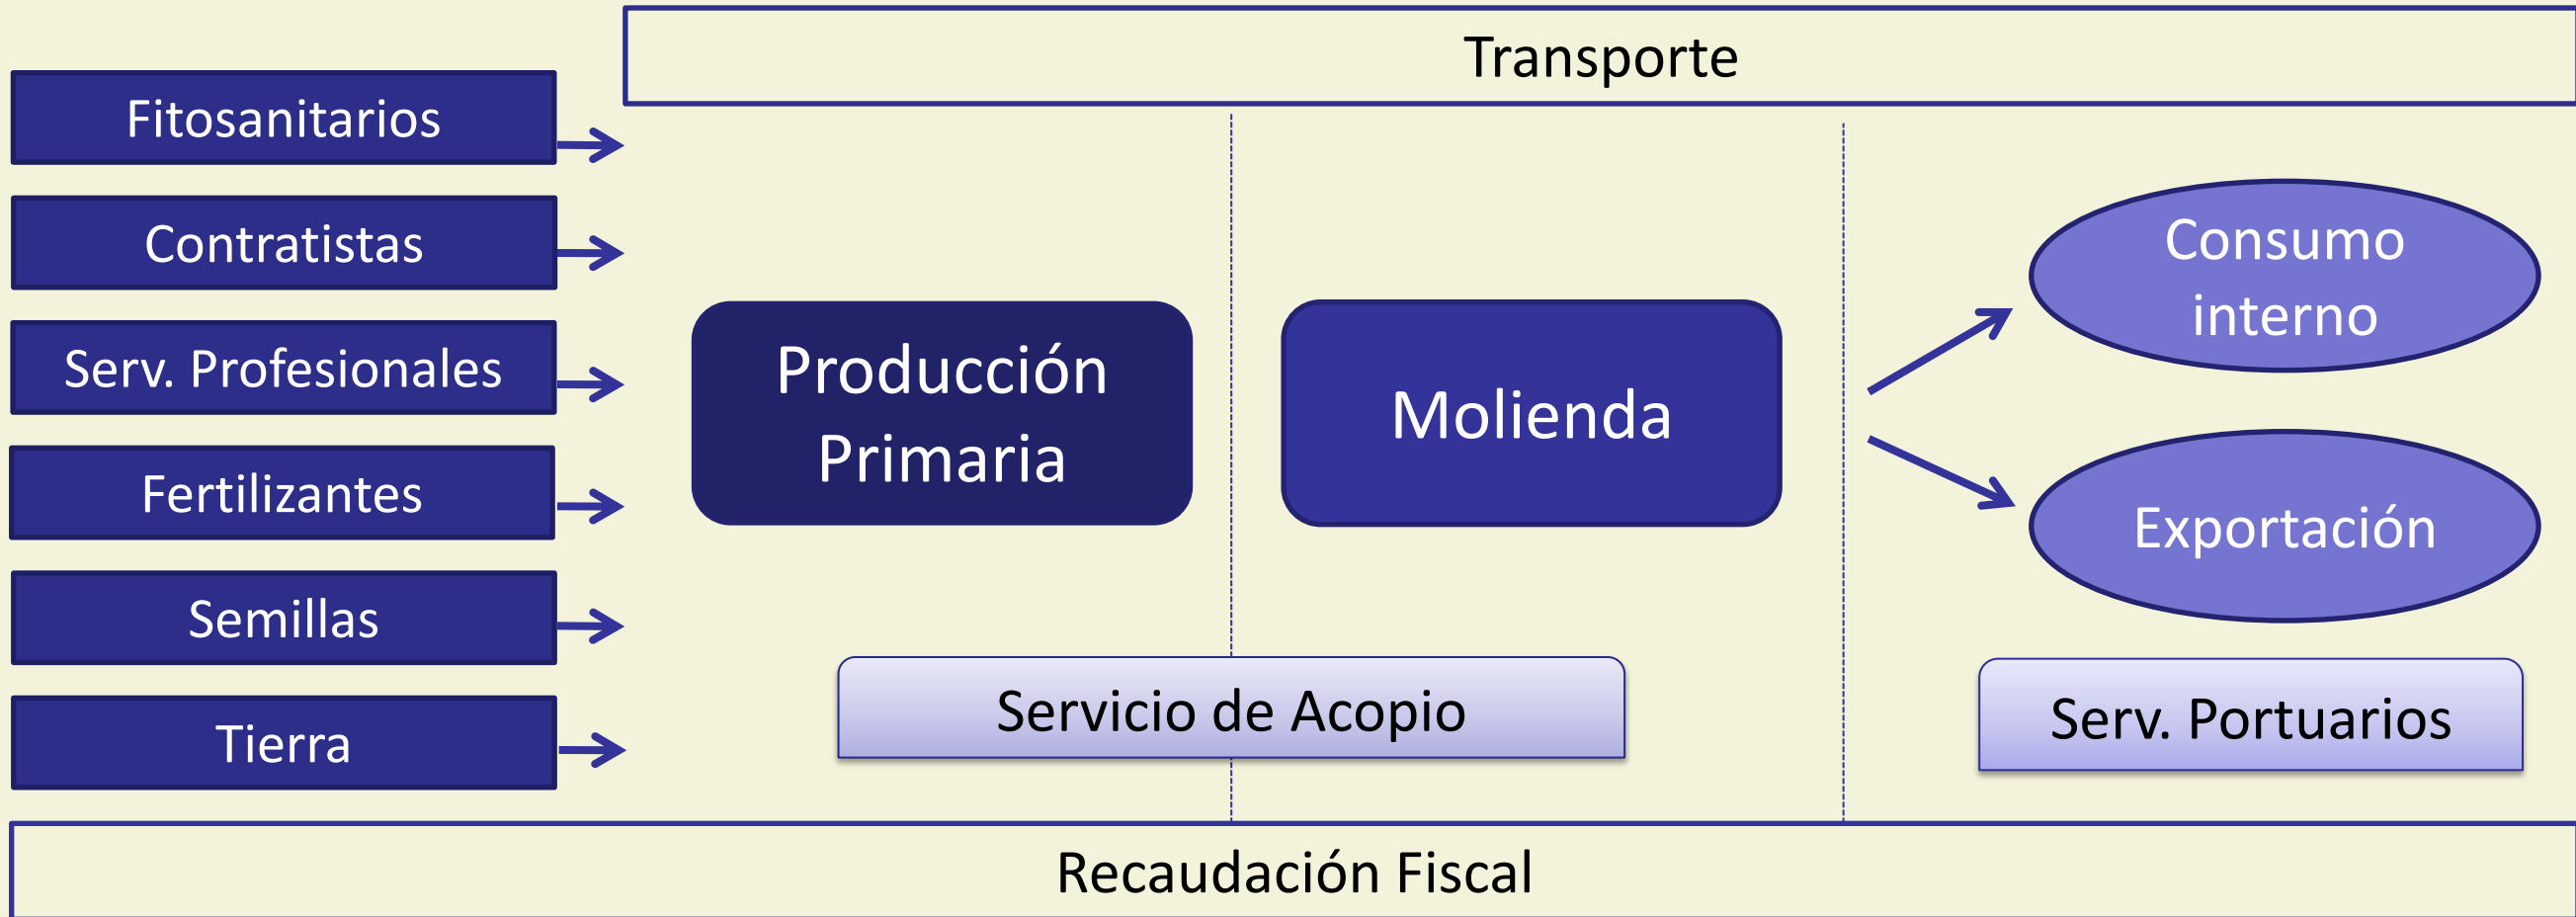 Transporte
Fitosanitarios
Contratistas
Serv. Profesionales
Fertilizantes
Semillas
Tierra
Producción
Primaria
Molienda
Consumo
interno
Exportación
Servicio de Acopio
Serv. Portuarios
Recaudación Fiscal